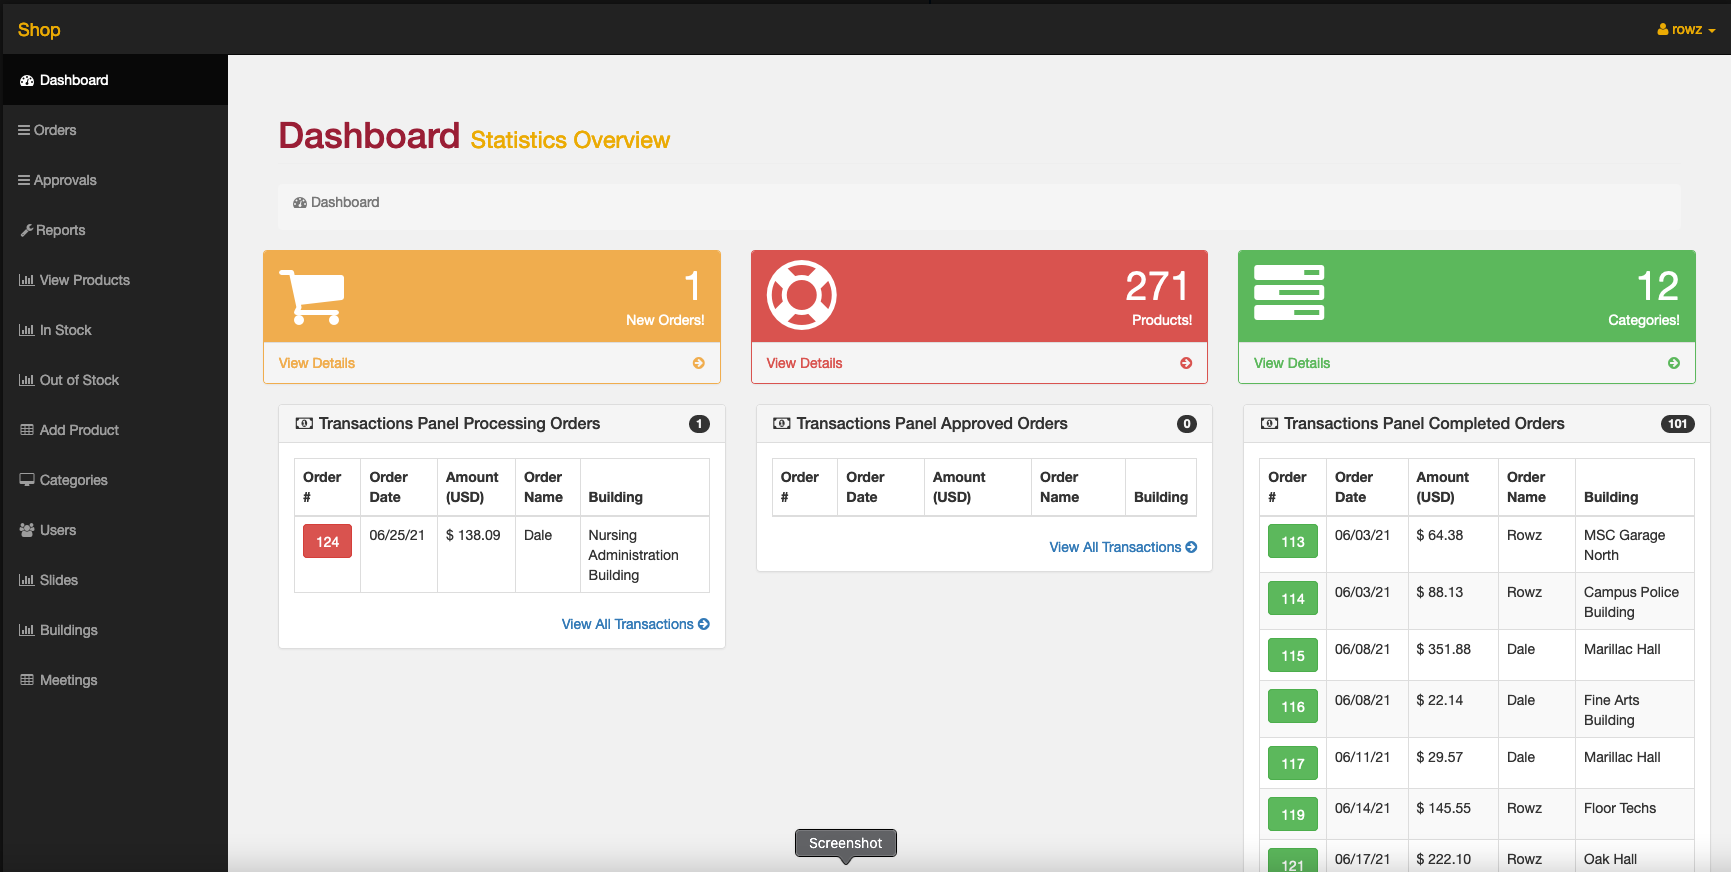 Shop
rowz
Dashboard
Orders
Approvals
Reports
View Products
In Stock
Out of Stock
Add Product
Categories
Users
Slides
Buildings
Meetings
Dashboard Statistics Overview
Dashboard
1
New Orders!
View Details
271
Products!
View Details
12
Categories!
View Details
Transactions Panel Processing Orders 1
Order # Order Date Amount (USD) Order Name Building
124 06/25/21 $ 138.09 Dale Nursing Administration Building
View All Transactions
Transactions Panel Approved Orders 0
Order # Order Date Amount (USD) Order Name Building
View All Transactions
Transactions Panel Completed Orders 101
Order # Order Date Amount (USD) Order Name Building
113 06/03/21 $ 64.38 Rowz MSC Garage North
114 06/03/21 $ 88.13 Rowz Campus Police Building
115 06/08/21 $ 351.88 Dale Marillac Hall
116 06/08/21 $ 22.14 Dale Fine Arts Building
117 06/11/21 $ 29.57 Dale Marillac Hall
119 06/14/21 $ 145.55 Rowz Floor Techs
121 06/17/21 $ 222.10 Rowz Oak Hall
Screenshot